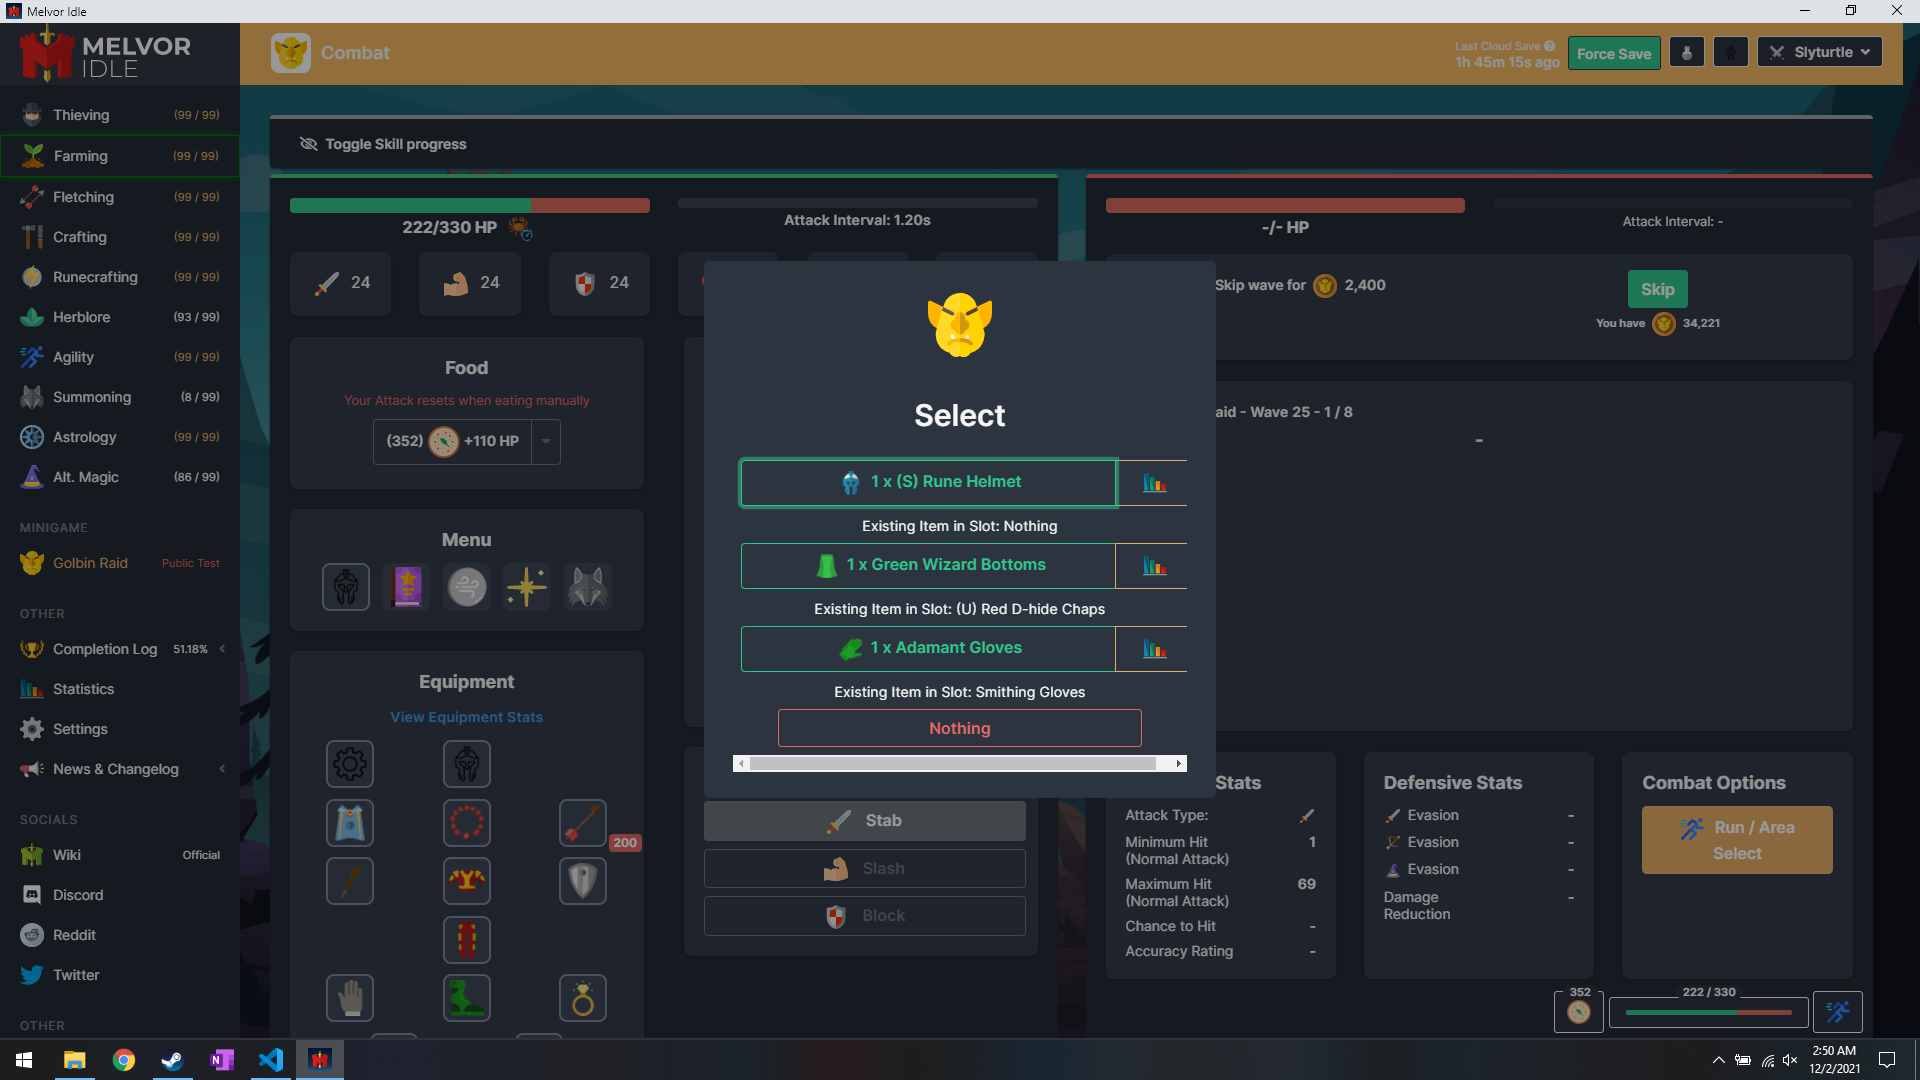 Melvor Idle
MELVOR
IDLE
Combat
Last Cloud Save
1h 45m 15s ago
Force Save
Slyturtle
Thieving (99 / 99)
Farming (99 / 99)
Fletching (99 / 99)
Crafting (99 / 99)
Runecrafting (99 / 99)
Herblore (93 / 99)
Agility (99 / 99)
Summoning (8 / 99)
Astrology (99 / 99)
Alt. Magic (86 / 99)
MINIGAME
Golbin Raid Public Test
OTHER
Completion Log 51.18%
Statistics
Settings
News & Changelog
SOCIALS
Wiki Official
Discord
Reddit
Twitter
OTHER
Toggle Skill progress
222/330 HP
Attack Interval: 1.20s
24
24
24
Food
Your Attack resets when eating manually
(352) +110 HP
Menu
Equipment
View Equipment Stats
200
Select
1 x (S) Rune Helmet
Existing Item in Slot: Nothing
1 x Green Wizard Bottoms
Existing Item in Slot: (U) Red D-hide Chaps
1 x Adamant Gloves
Existing Item in Slot: Smithing Gloves
Nothing
Stab
Slash
Block
-/- HP
Attack Interval: -
Skip wave for 2,400
Skip
You have 34,221
aid - Wave 25 - 1 / 8
-
Stats
Attack Type:
Minimum Hit 1
(Normal Attack)
Maximum Hit 69
(Normal Attack)
Chance to Hit -
Accuracy Rating -
Defensive Stats
Evasion -
Evasion -
Evasion -
Damage -
Reduction
Combat Options
Run / Area
Select
352
222 / 330
2:50 AM
12/2/2021